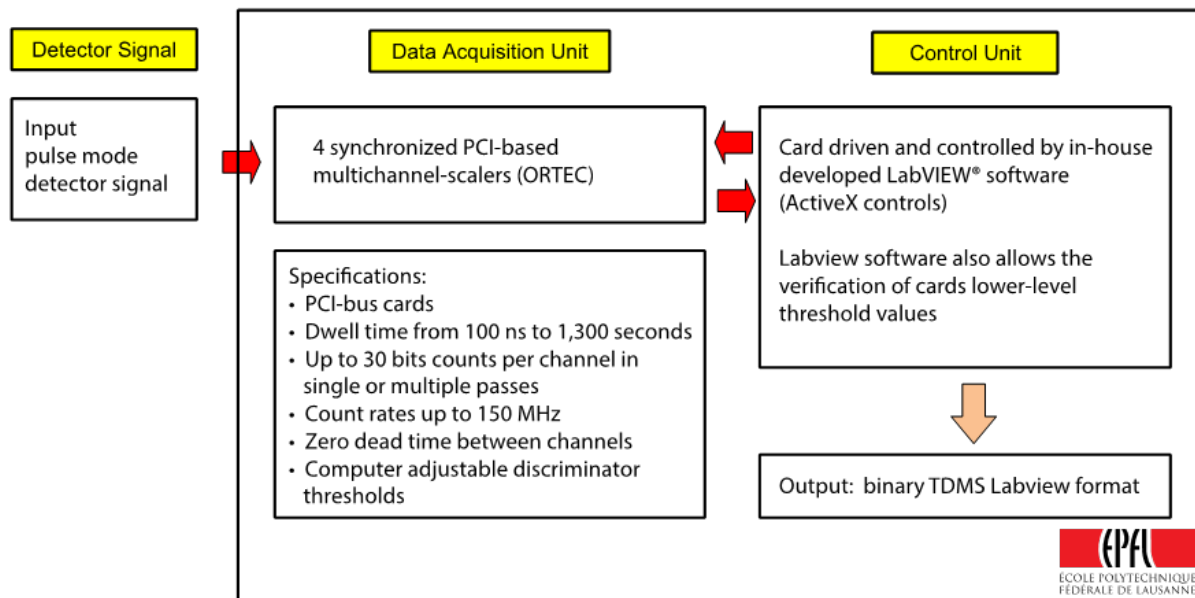 Detector Signal
Data Acquisition Unit
Control Unit
Input
pulse mode
detector signal
4 synchronized PCI-based
multichannel-scalers (ORTEC)
Card driven and controlled by in-house
developed LabVIEW® software
(ActiveX controls)
Labview software also allows the
verification of cards lower-level
threshold values
Specifications:
• PCI-bus cards
• Dwell time from 100 ns to 1,300 seconds
• Up to 30 bits counts per channel in
single or multiple passes
• Count rates up to 150 MHz
• Zero dead time between channels
• Computer adjustable discriminator
thresholds
Output: binary TDMS Labview format
EPFL
ÉCOLE POLYTECHNIQUE
FÉDÉRALE DE LAUSANNE